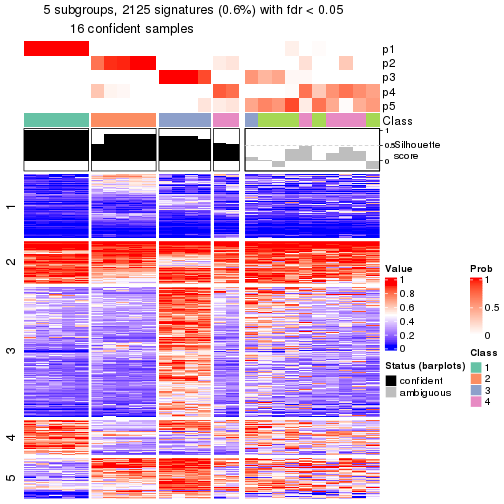 5 subgroups, 2125 signatures (0.6%) with fdr < 0.05
16 confident samples
p1
p2
p3
p4
p5
Class
1
0.5
0
Silhouette
score
1
2
3
4
5
Value
1
0.8
0.6
0.4
0.2
0
Status (barplots)
confident
ambiguous
Prob
1
0.5
0
Class
1
2
3
4